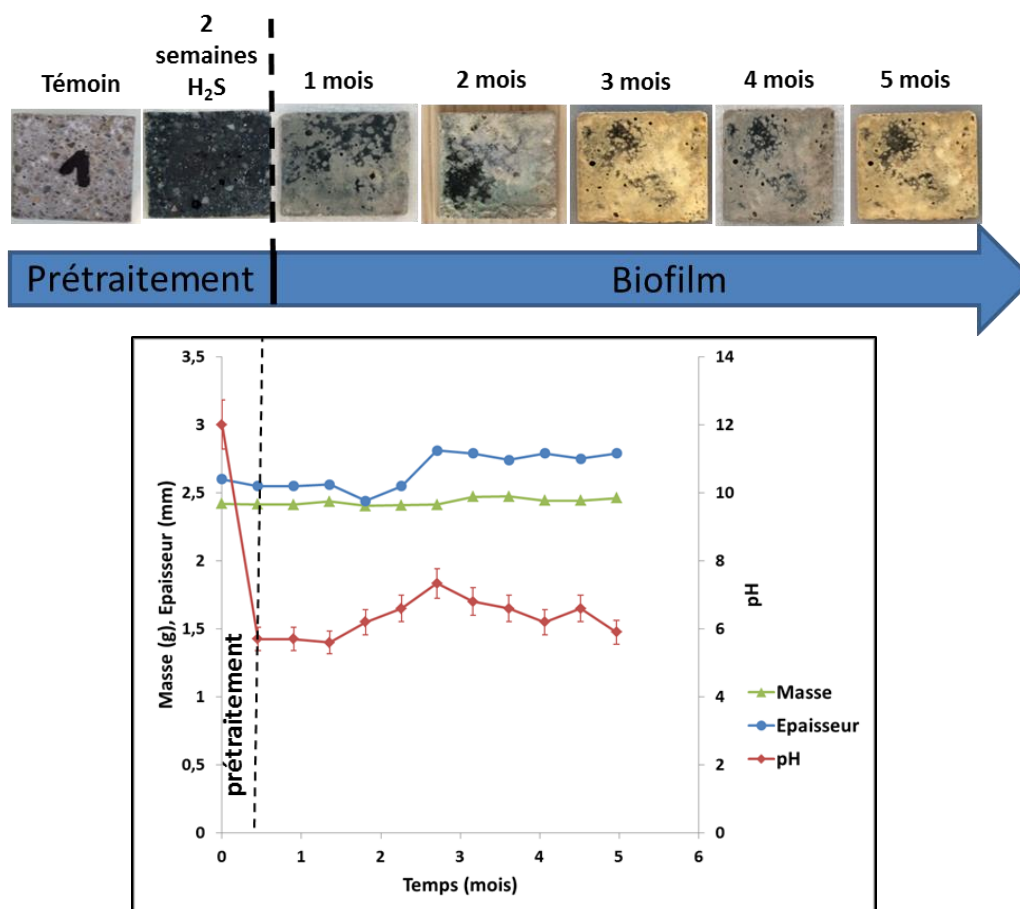 2
semaines
H₂S
Témoin
1 mois
2 mois
3 mois
4 mois
5 mois
1
Prétraitement
Biofilm
3,5
3
2,5
2
1,5
1
0,5
0
Masse (g), Epaisseur (mm)
prétraitement
14
12
10
8
6
4
2
0
pH
Masse
Epaisseur
pH
0
1
2
3
4
5
6
Temps (mois)